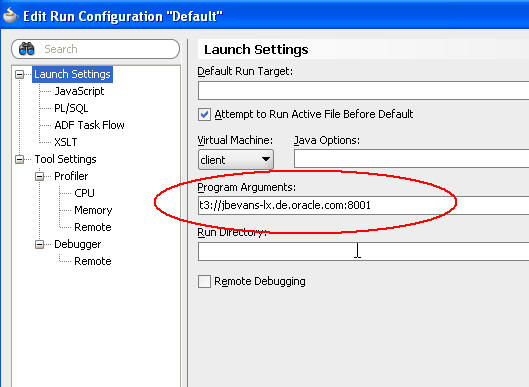 Edit Run Configuration "Default"
Search
Launch Settings
Launch Settings
JavaScript
PL/SQL
ADF Task Flow
XSLT
Tool Settings
Profiler
CPU
Memory
Remote
Debugger
Remote
Default Run Target:
Attempt to Run Active File Before Default
Virtual Machine: Java Options:
client
Program Arguments:
t3://jbevans-lx.de.oracle.com:8001
Run Directory:
Remote Debugging